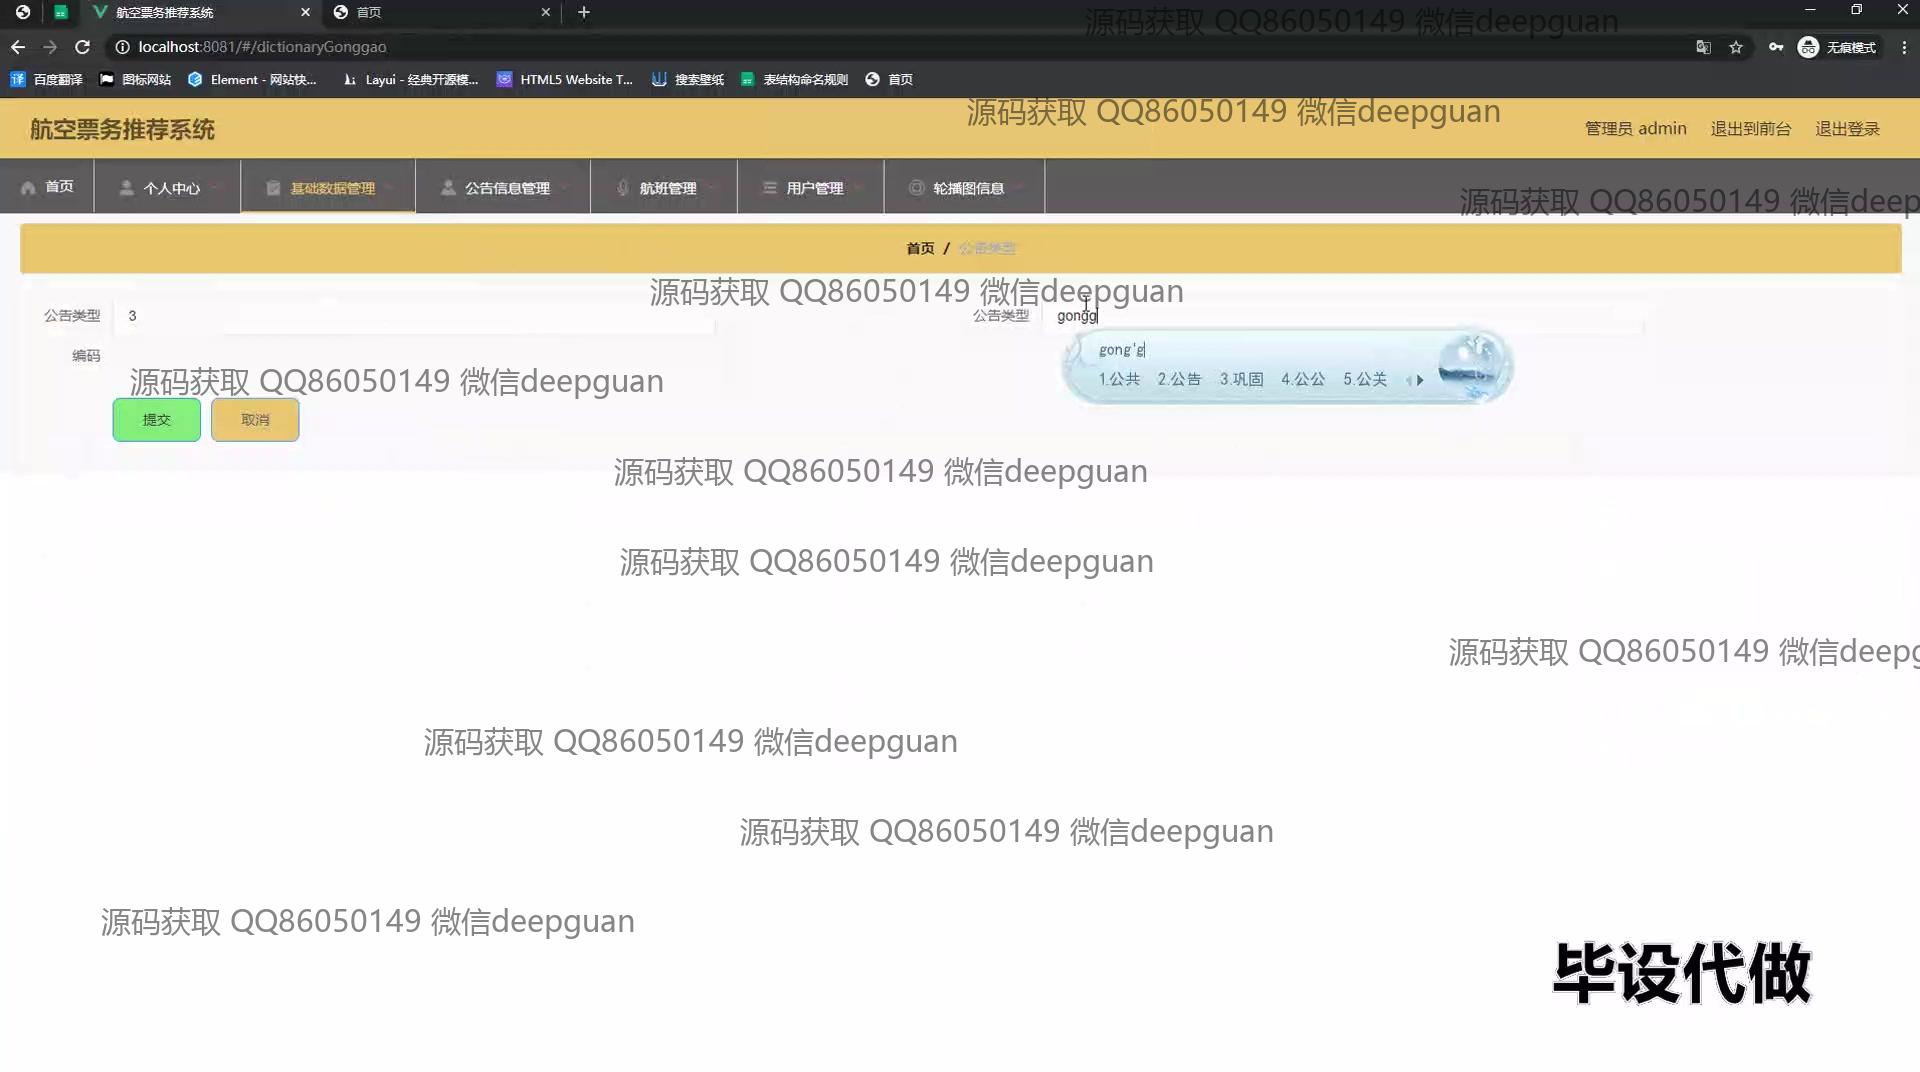 航空票务推荐系统
首页
源码获取 QQ86050149 微信deepguan
localhost:8081/#/dictionaryGonggao
无痕模式
百度翻译
图标网站
Element - 网站快...
Layui - 经典开源模...
HTML5 Website T...
搜索壁纸
表结构命名规则
首页
源码获取 QQ86050149 微信deepguan
航空票务推荐系统
管理员 admin
退出到前台
退出登录
首页
个人中心
基础数据管理
公告信息管理
航班管理
用户管理
轮播图信息
源码获取 QQ86050149 微信deep
首页 / 公告类型
源码获取 QQ86050149 微信deepguan
公告类型 3
公告类型 gongg
编码
gong'g
1.公共 2.公告 3.巩固 4.公公 5.公关
源码获取 QQ86050149 微信deepguan
提交
取消
源码获取 QQ86050149 微信deepguan
源码获取 QQ86050149 微信deepguan
源码获取 QQ86050149 微信deepg
源码获取 QQ86050149 微信deepguan
源码获取 QQ86050149 微信deepguan
源码获取 QQ86050149 微信deepguan
毕设代做